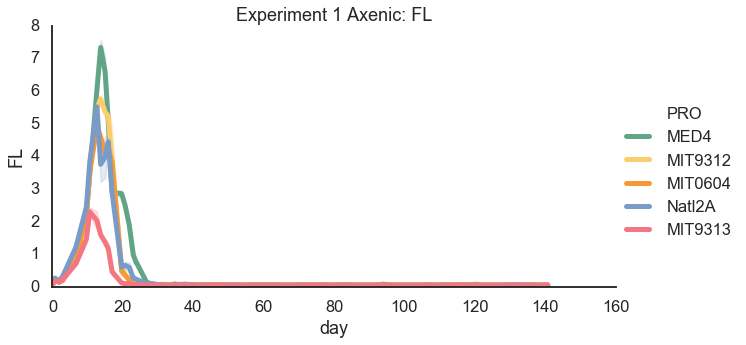 Experiment 1 Axenic: FL
8
7
6
5
4
3
2
1
0
FL
0 20 40 60 80 100 120 140 160
day
PRO
MED4
MIT9312
MIT0604
Natl2A
MIT9313